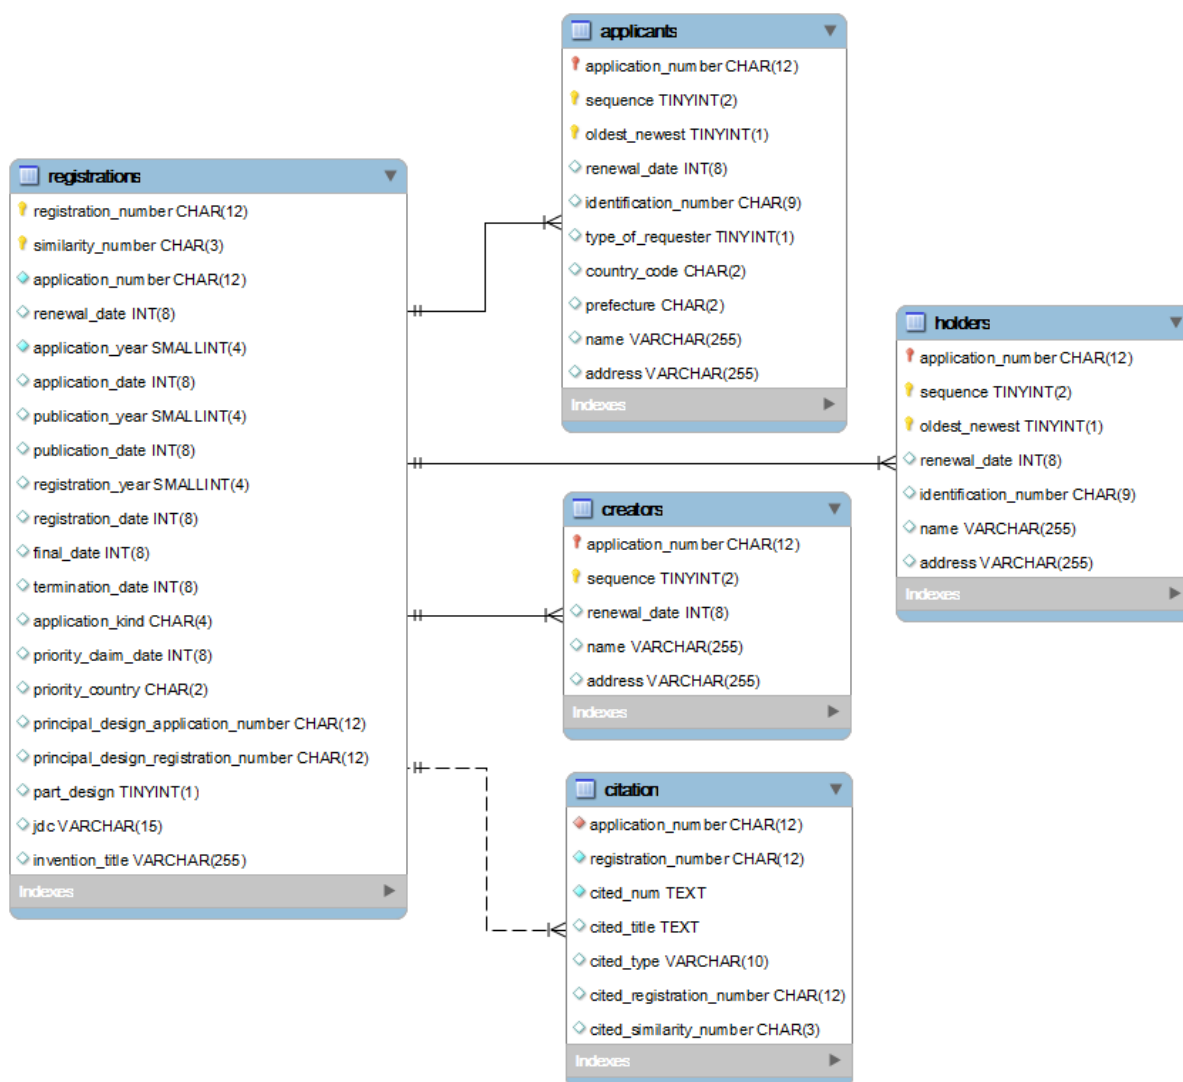 registrations
registration_number CHAR(12)
similarity_number CHAR(3)
application_number CHAR(12)
renewal_date INT(8)
application_year SMALLINT(4)
application_date INT(8)
publication_year SMALLINT(4)
publication_date INT(8)
registration_year SMALLINT(4)
registration_date INT(8)
final_date INT(8)
termination_date INT(8)
application_kind CHAR(4)
priority_claim_date INT(8)
priority_country CHAR(2)
principal_design_application_number CHAR(12)
principal_design_registration_number CHAR(12)
part_design TINYINT(1)
jdc VARCHAR(15)
invention_title VARCHAR(255)
Indexes
applicants
application_number CHAR(12)
sequence TINYINT(2)
oldest_newest TINYINT(1)
renewal_date INT(8)
identification_number CHAR(9)
type_of_requester TINYINT(1)
country_code CHAR(2)
prefecture CHAR(2)
name VARCHAR(255)
address VARCHAR(255)
Indexes
holders
application_number CHAR(12)
sequence TINYINT(2)
oldest_newest TINYINT(1)
renewal_date INT(8)
identification_number CHAR(9)
name VARCHAR(255)
address VARCHAR(255)
Indexes
creators
application_number CHAR(12)
sequence TINYINT(2)
renewal_date INT(8)
name VARCHAR(255)
address VARCHAR(255)
Indexes
citation
application_number CHAR(12)
registration_number CHAR(12)
cited_num TEXT
cited_title TEXT
cited_type VARCHAR(10)
cited_registration_number CHAR(12)
cited_similarity_number CHAR(3)
Indexes